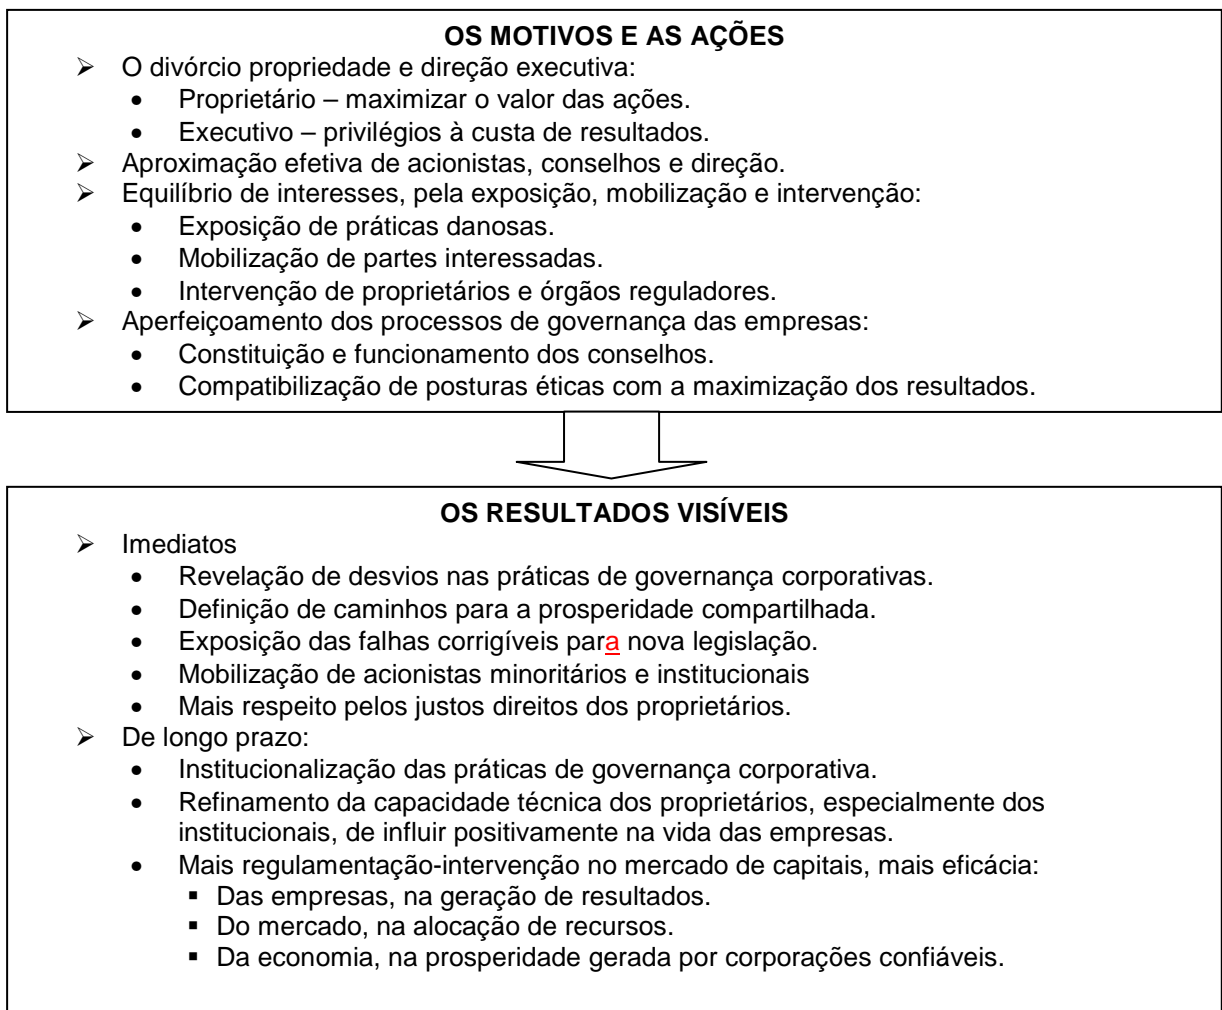 OS MOTIVOS E AS AÇÕES
➢ O divórcio propriedade e direção executiva:
• Proprietário – maximizar o valor das ações.
• Executivo – privilégios à custa de resultados.
➢ Aproximação efetiva de acionistas, conselhos e direção.
➢ Equilíbrio de interesses, pela exposição, mobilização e intervenção:
• Exposição de práticas danosas.
• Mobilização de partes interessadas.
• Intervenção de proprietários e órgãos reguladores.
➢ Aperfeiçoamento dos processos de governança das empresas:
• Constituição e funcionamento dos conselhos.
• Compatibilização de posturas éticas com a maximização dos resultados.
OS RESULTADOS VISÍVEIS
➢ Imediatos
• Revelação de desvios nas práticas de governança corporativas.
• Definição de caminhos para a prosperidade compartilhada.
• Exposição das falhas corrigíveis para nova legislação.
• Mobilização de acionistas minoritários e institucionais
• Mais respeito pelos justos direitos dos proprietários.
➢ De longo prazo:
• Institucionalização das práticas de governança corporativa.
• Refinamento da capacidade técnica dos proprietários, especialmente dos
institucionais, de influir positivamente na vida das empresas.
• Mais regulamentação-intervenção no mercado de capitais, mais eficácia:
▪ Das empresas, na geração de resultados.
▪ Do mercado, na alocação de recursos.
▪ Da economia, na prosperidade gerada por corporações confiáveis.